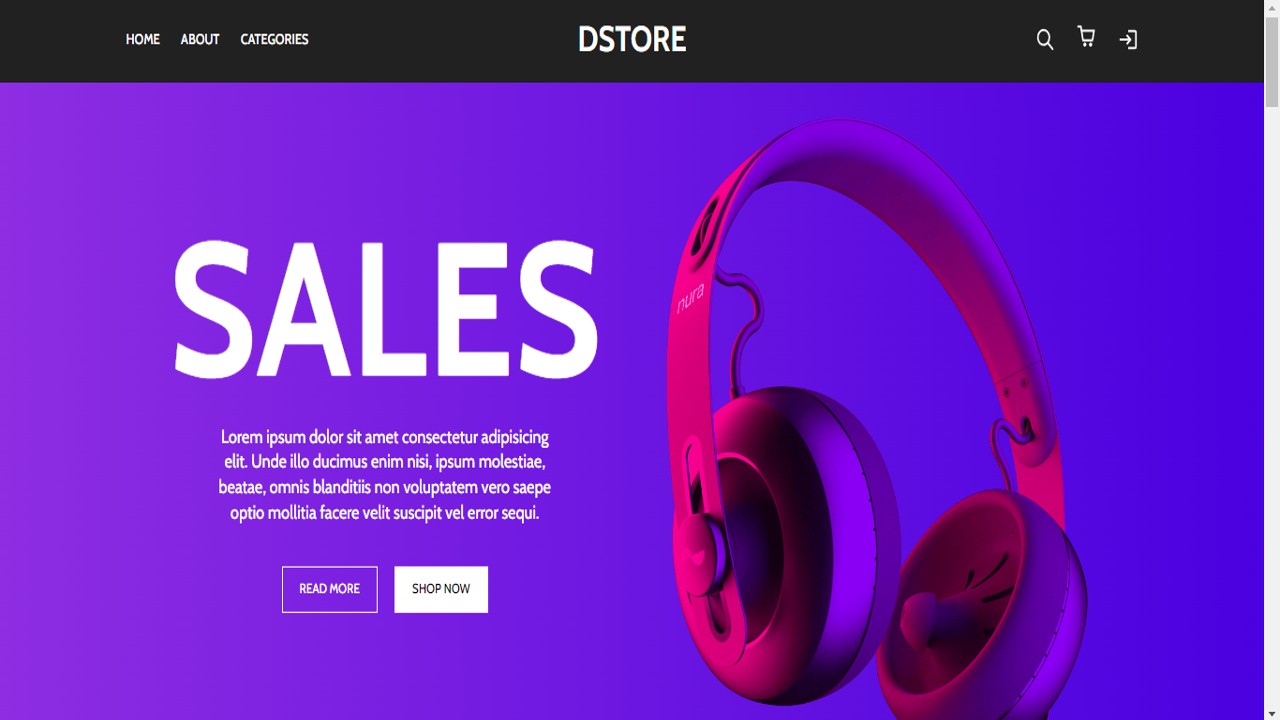 HOME ABOUT CATEGORIES DSTORE
SALES
nura
Lorem ipsum dolor sit amet consectetur adipisicing
elit. Unde illo ducimus enim nisi, ipsum molestiae,
beatae, omnis blanditiis non voluptatem vero saepe
optio mollitia facere velit suscipit vel error sequi.
READ MORE SHOP NOW